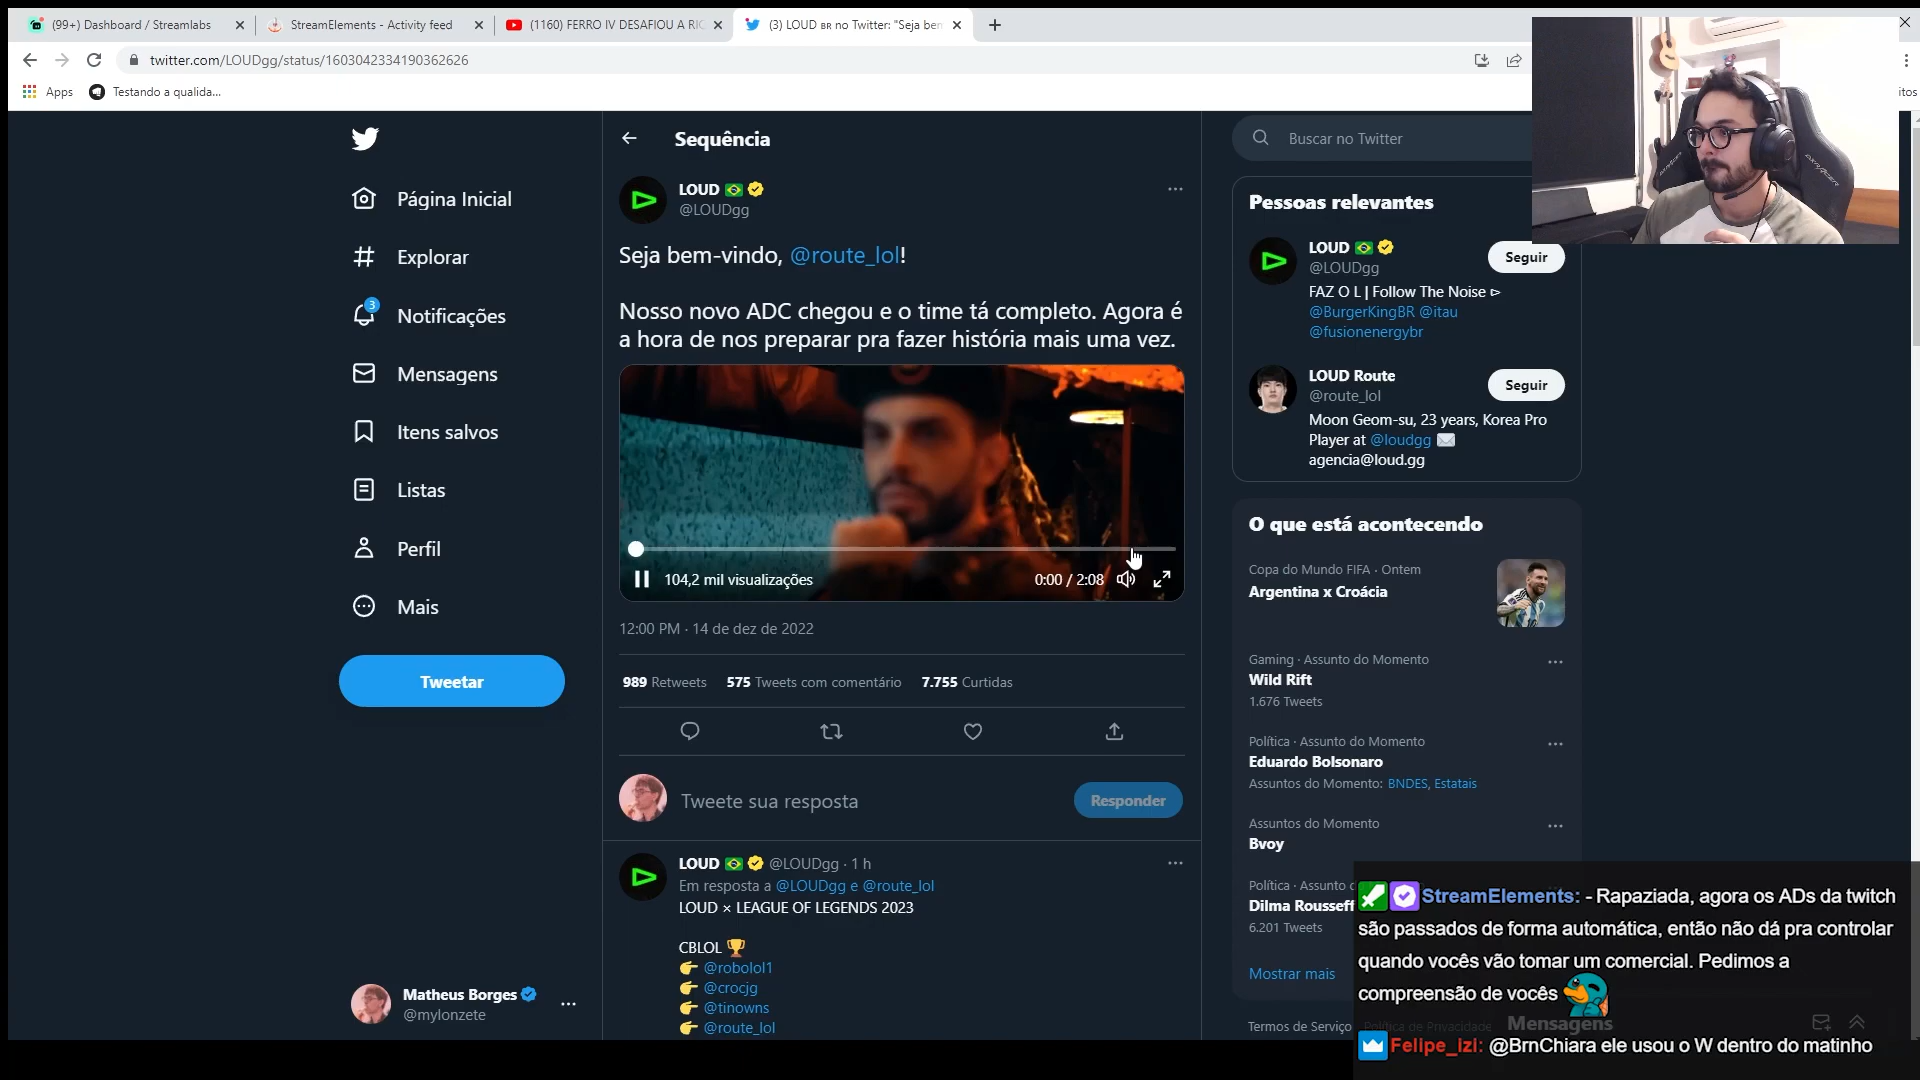 (99+) Dashboard / Streamlabs
StreamElements - Activity feed
(1160) FERRO IV DESAFIOU A RIO
(3) LOUD BR no Twitter: "Seja ben
twitter.com/LOUDgg/status/1603042334190362626
Apps
Testando a qualida...
itos
Página Inicial
Explorar
3
Notificações
Mensagens
Itens salvos
Listas
Perfil
Mais
Tweetar
Matheus Borges
@mylonzete
Sequência
LOUD
@LOUDgg
Seja bem-vindo, @route_lol!
Nosso novo ADC chegou e o time tá completo. Agora é
a hora de nos preparar pra fazer história mais uma vez.
104,2 mil visualizações
0:00 / 2:08
12:00 PM · 14 de dez de 2022
989 Retweets 575 Tweets com comentário 7.755 Curtidas
Tweete sua resposta
Responder
LOUD @LOUDgg · 1 h
Em resposta a @LOUDgg e @route_lol
LOUD × LEAGUE OF LEGENDS 2023
CBLOL 🏆
👉 @robolol1
👉 @crocjg
👉 @tinowns
👉 @route_lol
Buscar no Twitter
Pessoas relevantes
LOUD
@LOUDgg
Seguir
FAZ O L | Follow The Noise ▻
@BurgerKingBR @itau
@fusionenergybr
LOUD Route
@route_lol
Seguir
Moon Geom-su, 23 years, Korea Pro
Player at @loudgg ✉️
agencia@loud.gg
O que está acontecendo
Copa do Mundo FIFA · Ontem
Argentina x Croácia
Gaming · Assunto do Momento
Wild Rift
1.676 Tweets
Política · Assunto do Momento
Eduardo Bolsonaro
Assuntos do Momento: BNDES, Estatais
Assuntos do Momento
Bvoy
Política · Assunto d
Dilma Rousseff
6.201 Tweets
Mostrar mais
Termos de Serviço Política de Privacidade
Mensagens
StreamElements: - Rapaziada, agora os ADs da twitch
são passados de forma automática, então não dá pra controlar
quando vocês vão tomar um comercial. Pedimos a
compreensão de vocês
Felipe_izi: @BrnChiara ele usou o W dentro do matinho